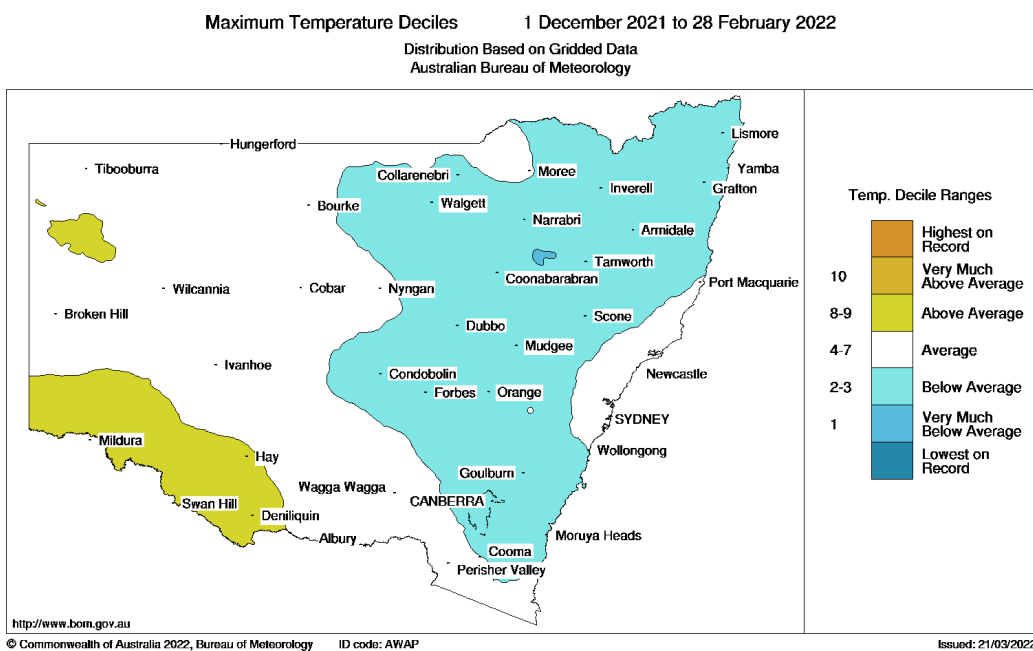 Maximum Temperature Deciles 1 December 2021 to 28 February 2022
Distribution Based on Gridded Data
Australian Bureau of Meteorology
Lismore
Hungerford
Tibooburra
Collarenebri
Moree
Yamba
Inverell
Grafton
Bourke
Walgett
Narrabri
Armidale
Tamworth
Coonabarabran
Port Macquarie
Wilcannia
Cobar
Nyngan
Broken Hill
Scone
Dubbo
Mudgee
Ivanhoe
Condobolin
Newcastle
Forbes
Orange
SYDNEY
Mildura
Wollongong
Hay
Goulburn
Wagga Wagga
CANBERRA
Swan Hill
Deniliquin
Albury
Moruya Heads
Cooma
Perisher Valley
Temp. Decile Ranges
Highest on
Record
10 Very Much
Above Average
8-9 Above Average
4-7 Average
2-3 Below Average
1 Very Much
Below Average
Lowest on
Record
http://www.bom.gov.au
© Commonwealth of Australia 2022, Bureau of Meteorology ID code: AWAP Issued: 21/03/2022